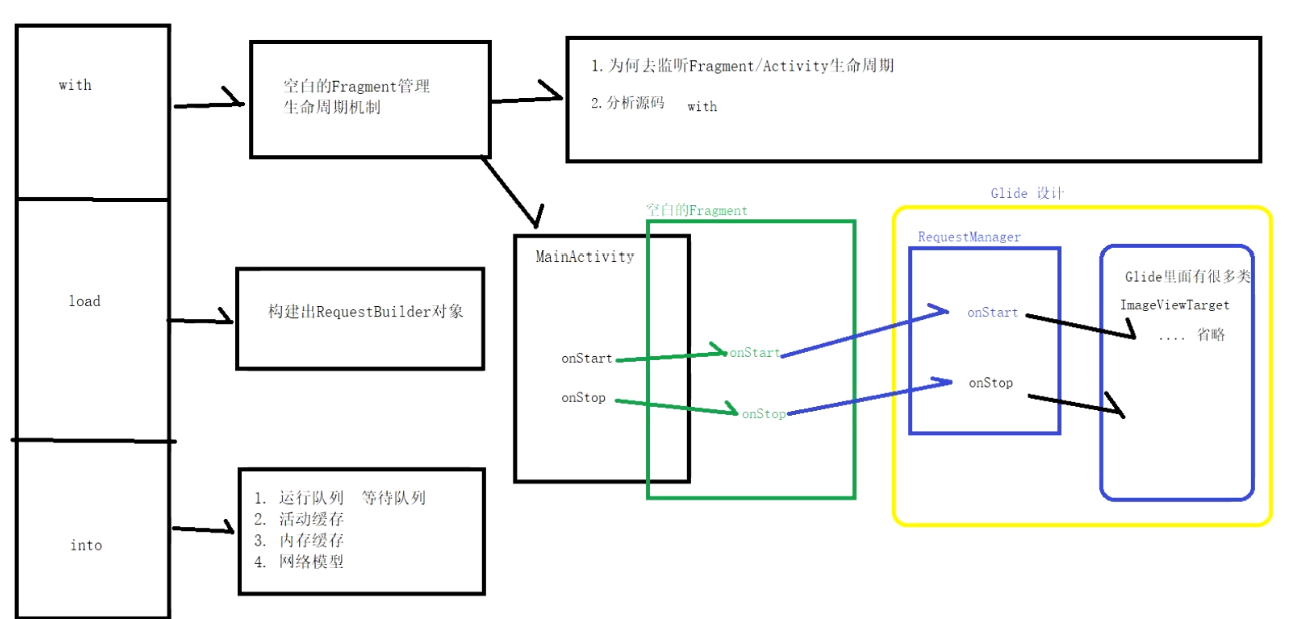 with
空白的Fragment管理
生命周期机制
1.为何去监听Fragment/Activity生命周期
2.分析源码 with
Glide 设计
空白的Fragment
RequestManager
MainActivity
Glide里面有很多类
ImageViewTarget
.... 省略
load
构建出RequestBuilder对象
onStart
onStart
onStart
onStop
onStop
onStop
into
1. 运行队列 等待队列
2. 活动缓存
3. 内存缓存
4. 网络模型